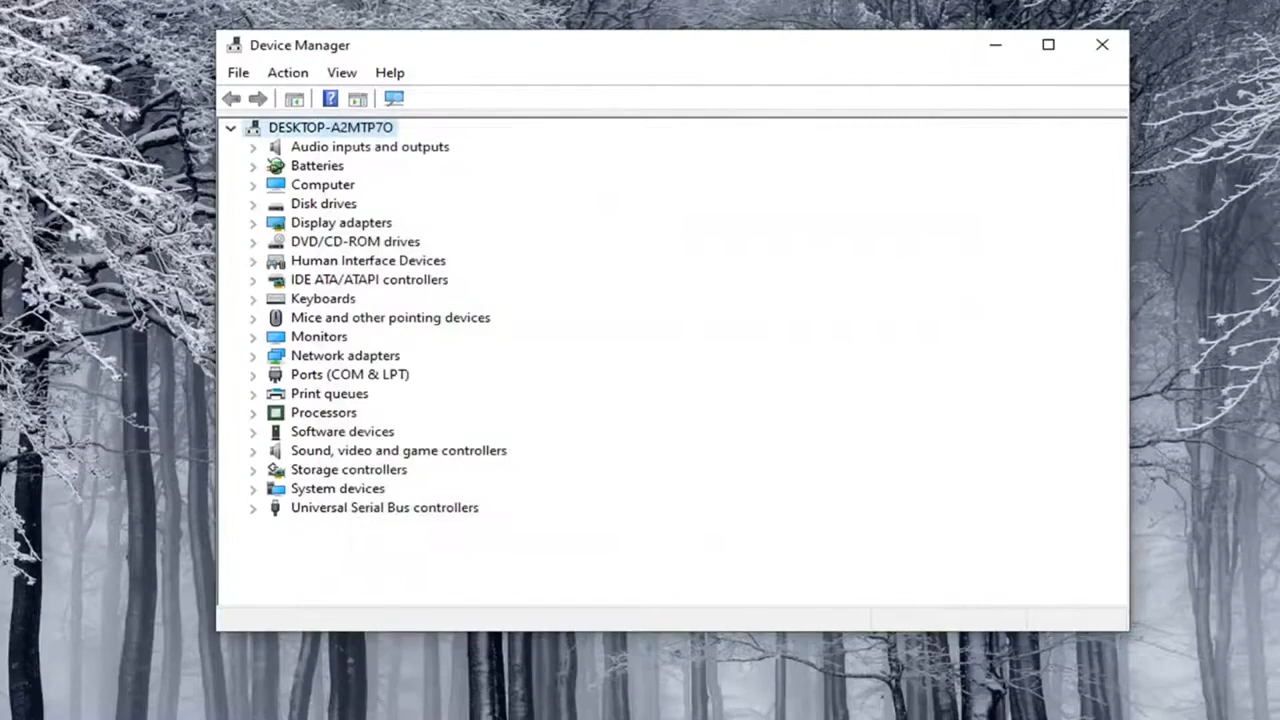 Device Manager
File Action View Help
DESKTOP-A2MTP7O
Audio inputs and outputs
Batteries
Computer
Disk drives
Display adapters
DVD/CD-ROM drives
Human Interface Devices
IDE ATA/ATAPI controllers
Keyboards
Mice and other pointing devices
Monitors
Network adapters
Ports (COM & LPT)
Print queues
Processors
Software devices
Sound, video and game controllers
Storage controllers
System devices
Universal Serial Bus controllers